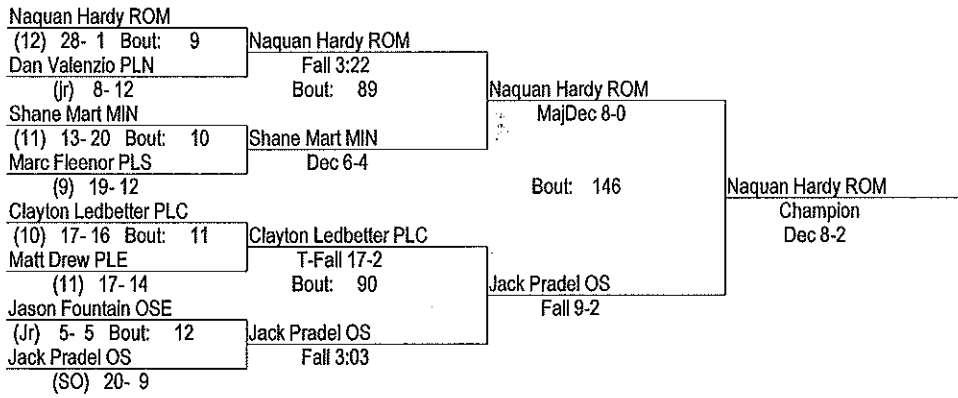 Naquan Hardy ROM
(12) 28- 1 Bout: 9
Dan Valenzio PLN
(jr) 8- 12
Shane Mart MIN
(11) 13- 20 Bout: 10
Marc Fleenor PLS
(9) 19- 12
Clayton Ledbetter PLC
(10) 17- 16 Bout: 11
Matt Drew PLE
(11) 17- 14
Jason Fountain OSE
(Jr) 5- 5 Bout: 12
Jack Pradel OS
(SO) 20- 9
Naquan Hardy ROM
Fall 3:22
Bout: 89
Shane Mart MIN
Dec 6-4
Clayton Ledbetter PLC
T-Fall 17-2
Bout: 90
Jack Pradel OS
Fall 3:03
Naquan Hardy ROM
MajDec 8-0
Bout: 146
Jack Pradel OS
Fall 9-2
Naquan Hardy ROM
Champion
Dec 8-2